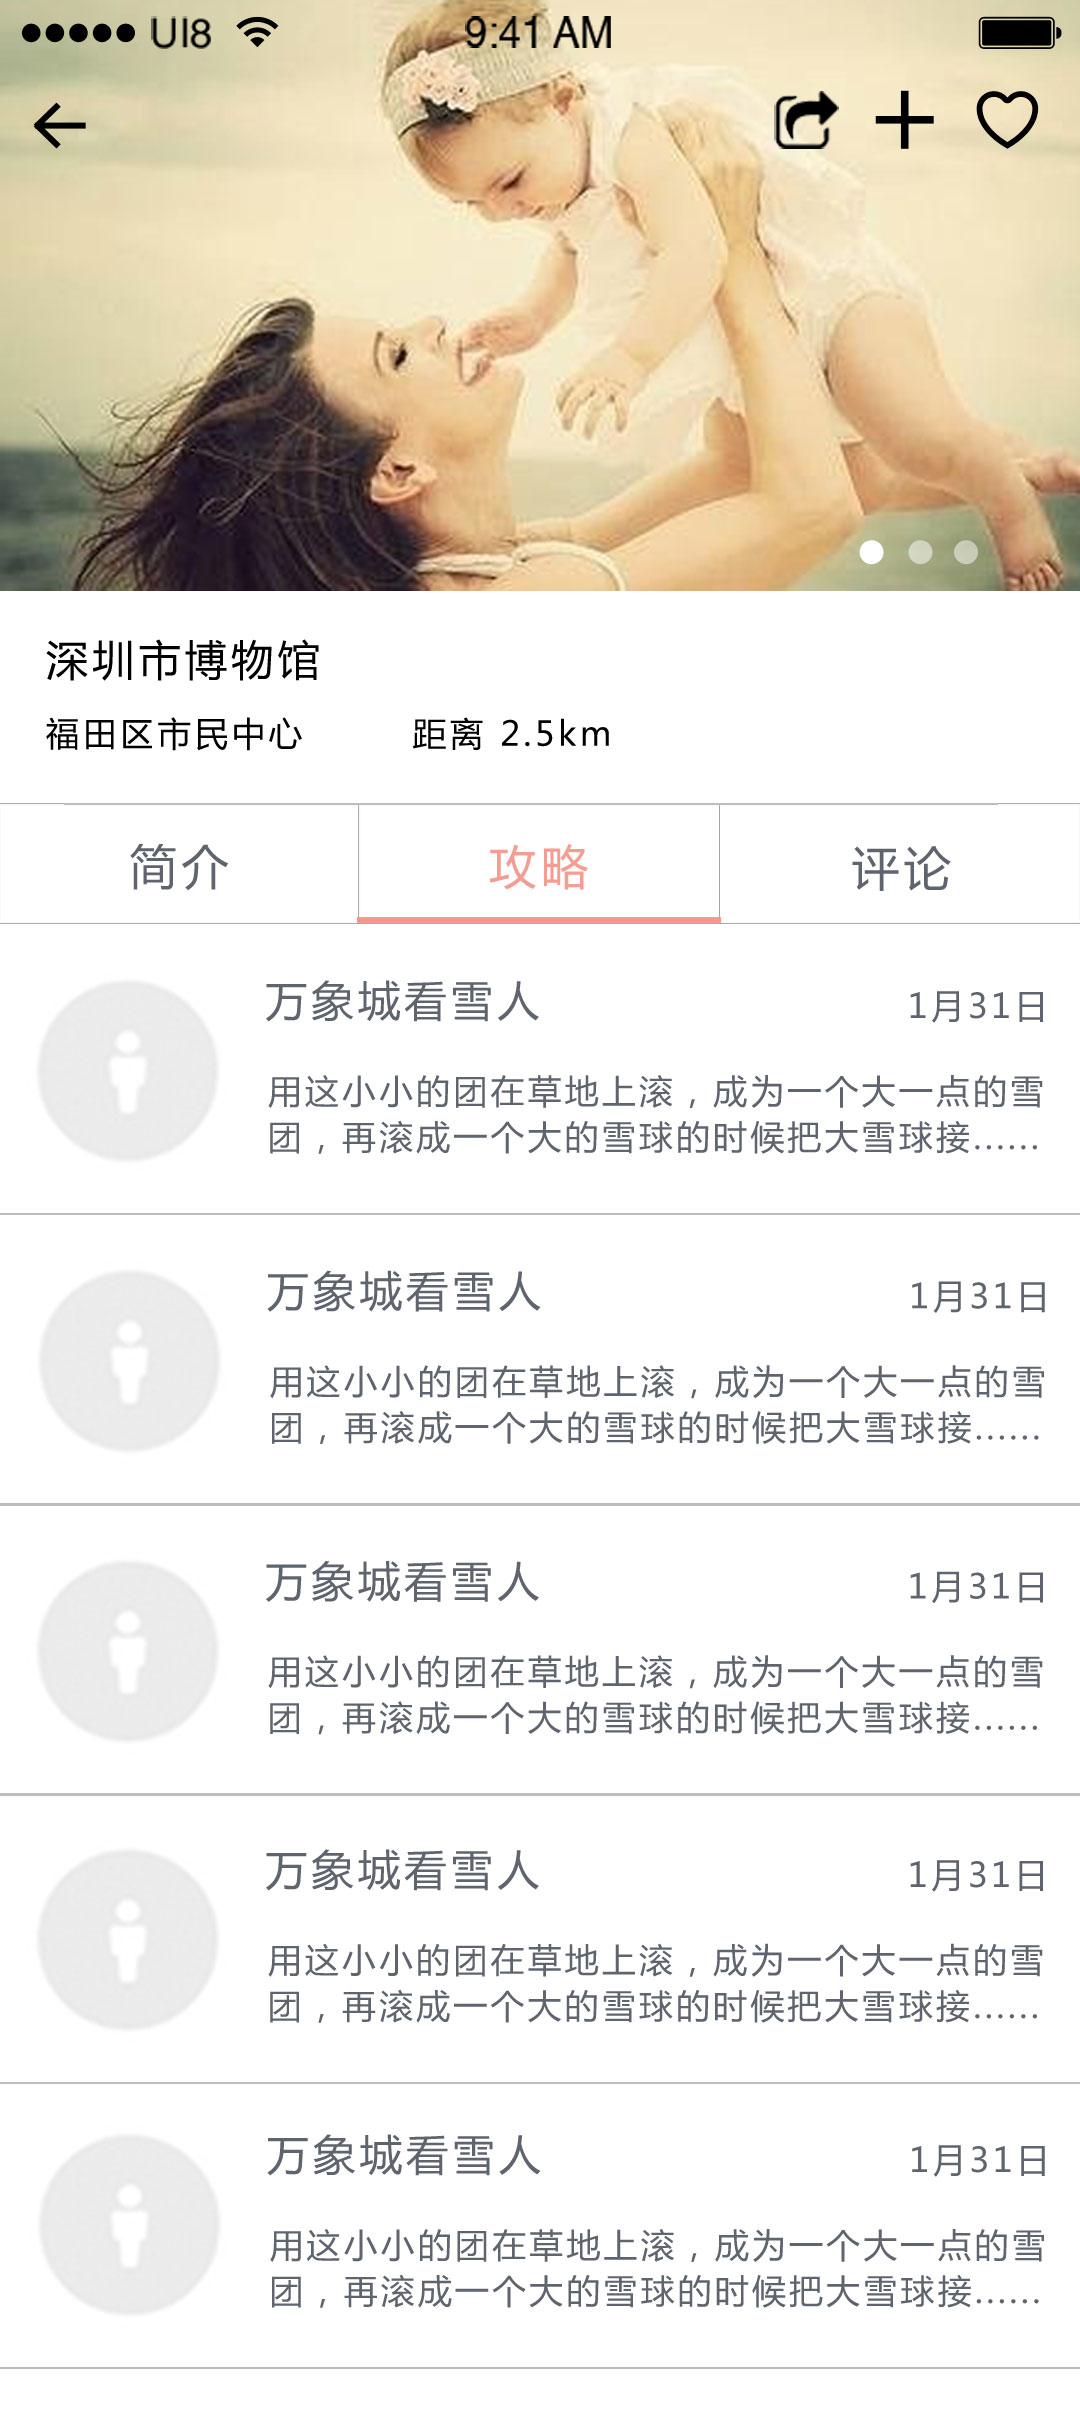 UI8 9:41 AM
深圳市博物馆
福田区市民中心 距离 2.5km
简介 攻略 评论
万象城看雪人 1月31日
用这小小的团在草地上滚，成为一个大一点的雪
团，再滚成一个大的雪球的时候把大雪球接......
万象城看雪人 1月31日
用这小小的团在草地上滚，成为一个大一点的雪
团，再滚成一个大的雪球的时候把大雪球接......
万象城看雪人 1月31日
用这小小的团在草地上滚，成为一个大一点的雪
团，再滚成一个大的雪球的时候把大雪球接......
万象城看雪人 1月31日
用这小小的团在草地上滚，成为一个大一点的雪
团，再滚成一个大的雪球的时候把大雪球接......
万象城看雪人 1月31日
用这小小的团在草地上滚，成为一个大一点的雪
团，再滚成一个大的雪球的时候把大雪球接......